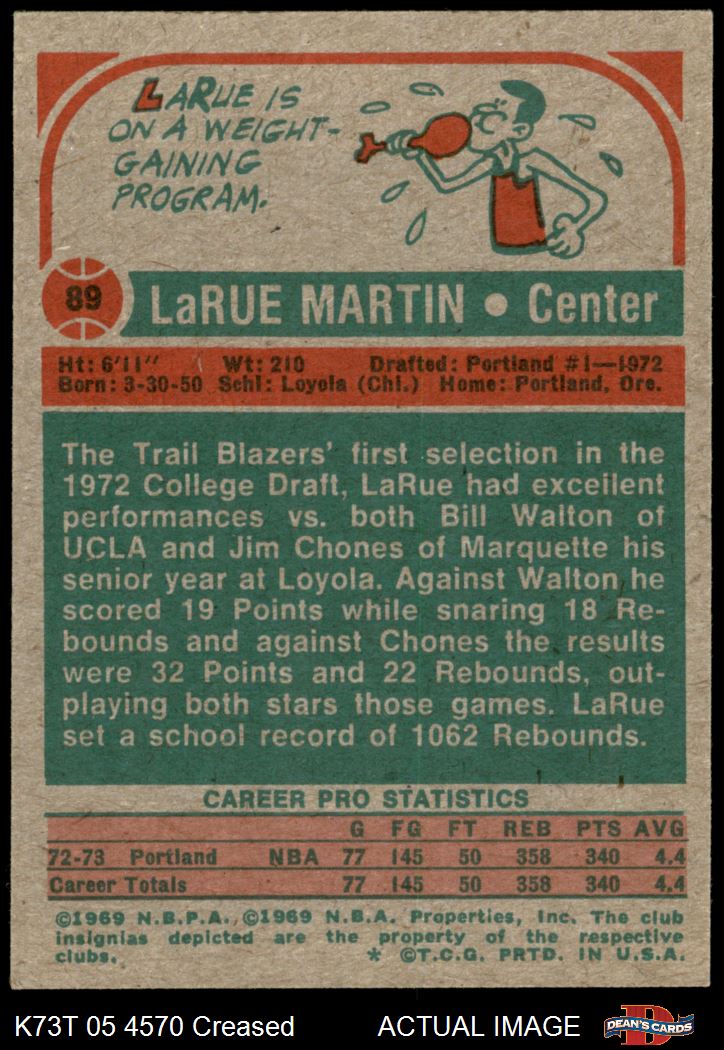 LARUE IS
ON A WEIGHT-
GAINING
PROGRAM.
89
LaRUE MARTIN • Center
Ht: 6'11" Wt: 210 Drafted: Portland #1—1972
Born: 3-30-50 Schl: Loyola (Chi.) Home: Portland, Ore.
The Trail Blazers' first selection in the
1972 College Draft, LaRue had excellent
performances vs. both Bill Walton of
UCLA and Jim Chones of Marquette his
senior year at Loyola. Against Walton he
scored 19 Points while snaring 18 Re-
bounds and against Chones the results
were 32 Points and 22 Rebounds, out-
playing both stars those games. LaRue
set a school record of 1062 Rebounds.
CAREER PRO STATISTICS
G FG FT REB PTS AVG
72-73 Portland NBA 77 145 50 358 340 4.4
Career Totals 77 145 50 358 340 4.4
©1969 N.B.P.A., ©1969 N.B.A. Properties, Inc. The club
insignias depicted are the property of the respective
clubs. * ©T.C.G. PRTD. IN U.S.A.
K73T 05 4570 Creased ACTUAL IMAGE
D
DEAN'S CARDS